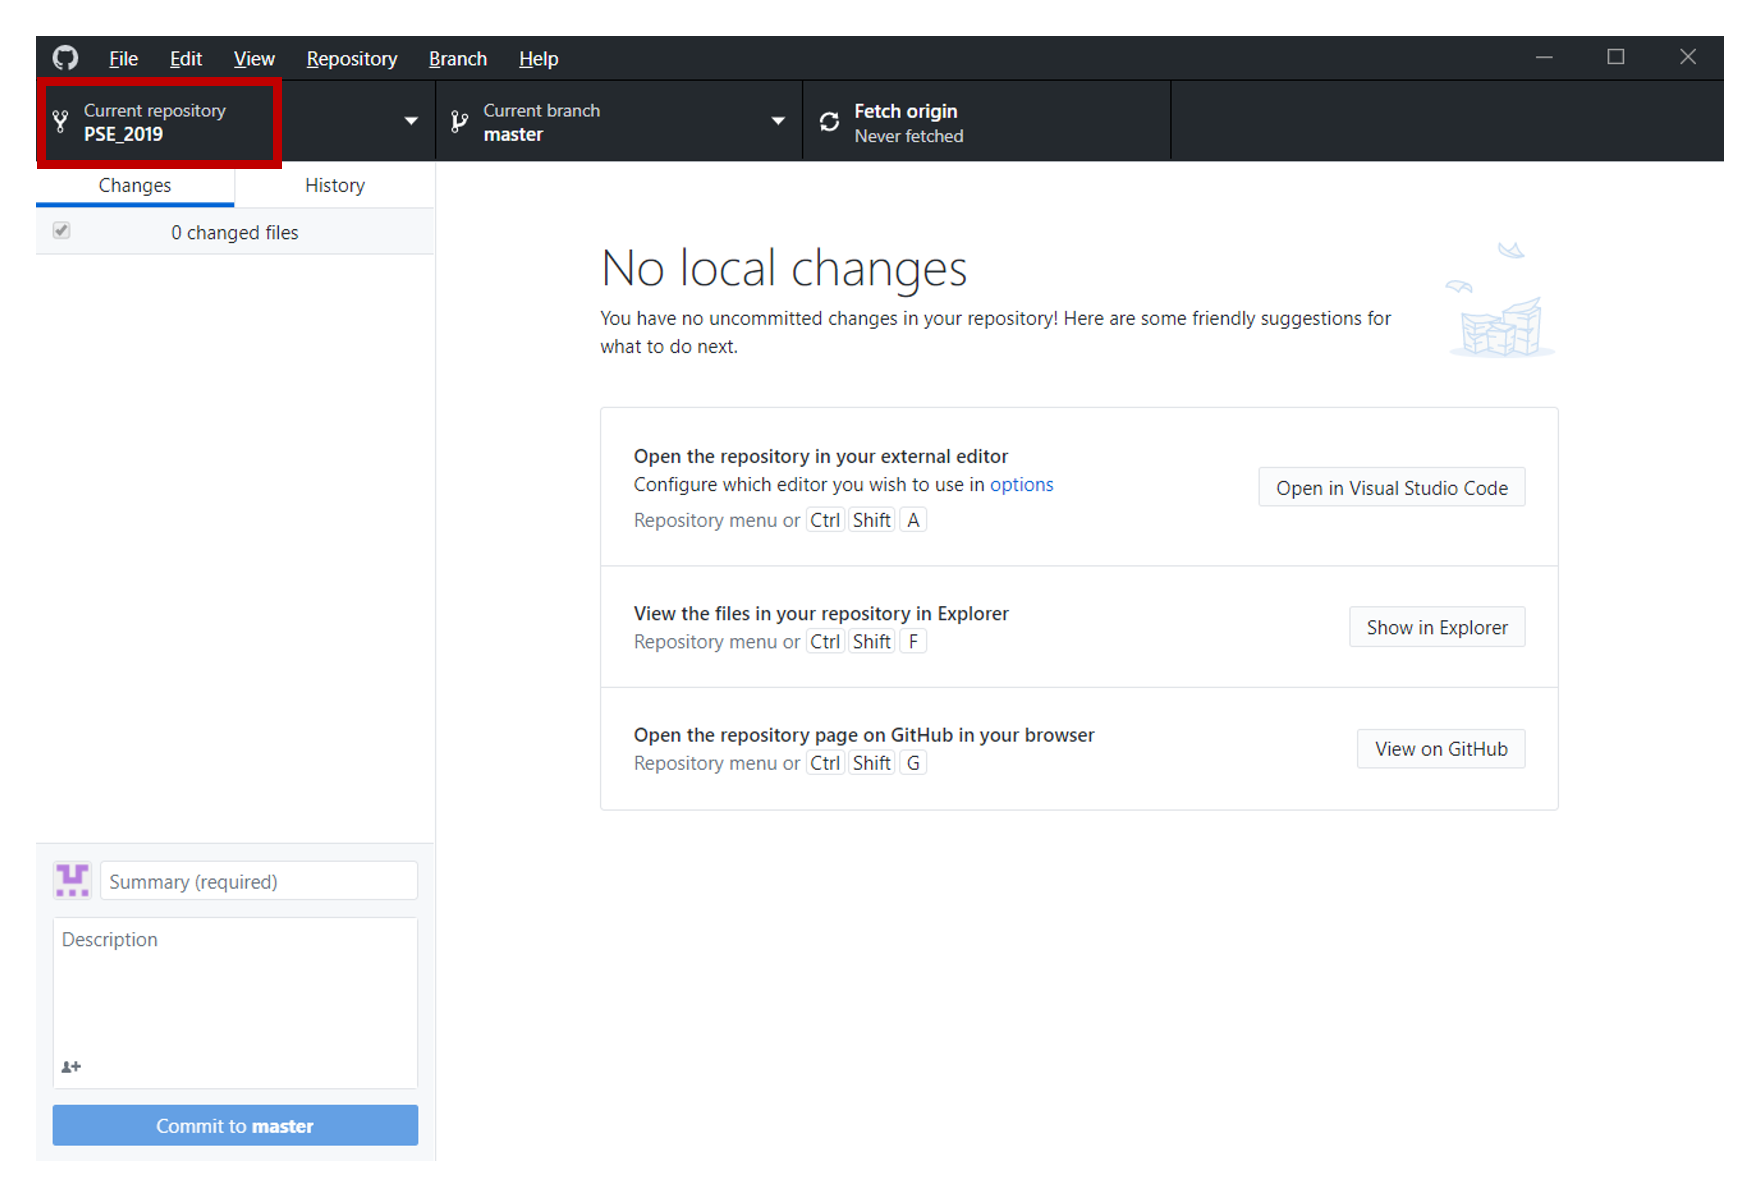 File Edit View Repository Branch Help
Current repository
PSE_2019
Current branch
master
Fetch origin
Never fetched
Changes History
0 changed files
No local changes
You have no uncommitted changes in your repository! Here are some friendly suggestions for
what to do next.
Open the repository in your external editor
Configure which editor you wish to use in options
Repository menu or Ctrl Shift A
Open in Visual Studio Code
View the files in your repository in Explorer
Repository menu or Ctrl Shift F
Show in Explorer
Open the repository page on GitHub in your browser
Repository menu or Ctrl Shift G
View on GitHub
Summary (required)
Description
Commit to master